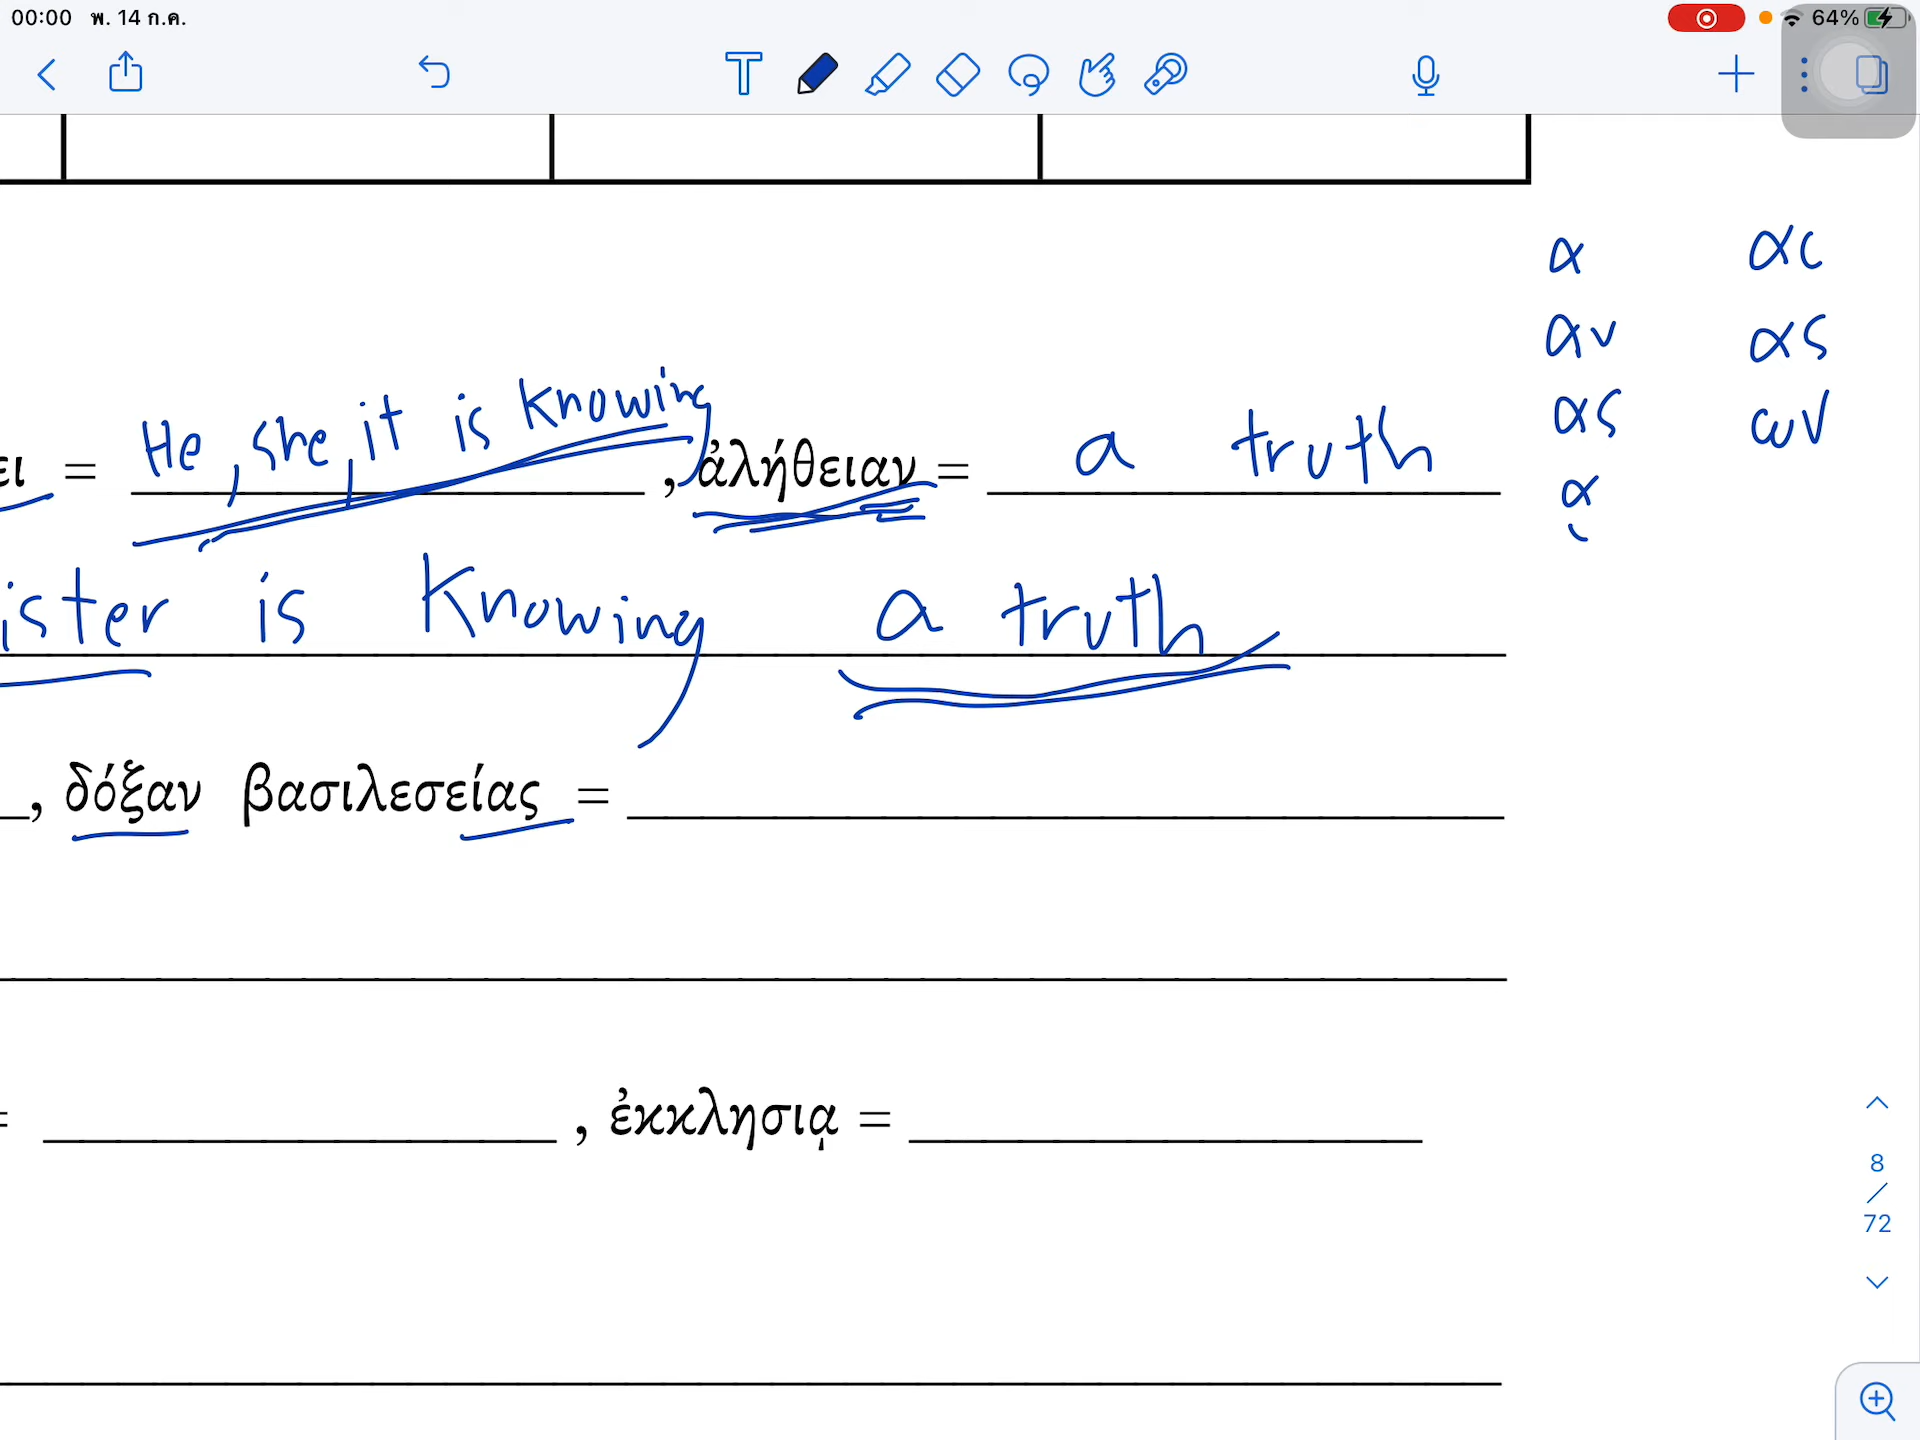 00:00 พ. 14 ก.ค. 64%
α αι
αν ας
He, she, it is knowing ας ων
ει = , ἀλήθειαν = a truth
ᾳ
ister is knowing a truth
, δόξαν βασιλεσείας =
= , ἐκκλησιᾳ =
8
/
72